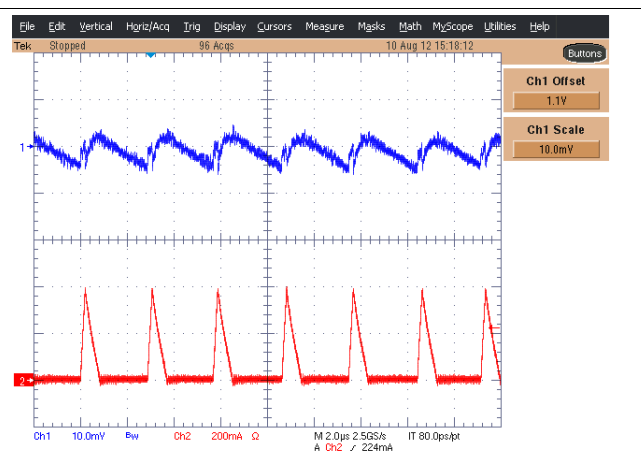 File Edit Vertical Horiz/Acq Trig Display Cursors Measure Masks Math MyScope Utilities Help
Tek Stopped 96 Acqs 10 Aug 12 15:18:12
Buttons
Ch1 Offset
1.1V
Ch1 Scale
10.0mV
1
2
Ch1 10.0mV Bw Ch2 200mA Ω M 2.0µs 2.5GS/s IT 80.0ps/pt
A Ch2 ∕ 224mA